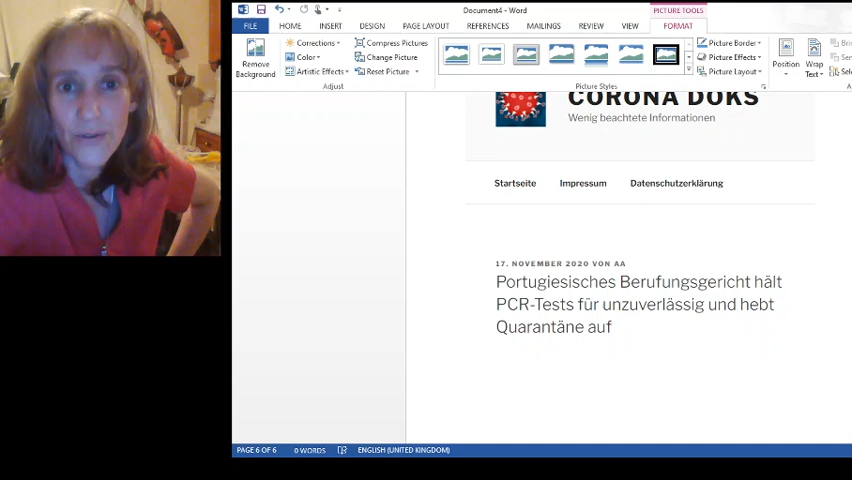 Document4 - Word
PICTURE TOOLS
FILE
HOME
INSERT
DESIGN
PAGE LAYOUT
REFERENCES
MAILINGS
REVIEW
VIEW
FORMAT
Remove
Background
Corrections
Color
Artistic Effects
Compress Pictures
Change Picture
Reset Picture
Adjust
Picture Styles
Picture Border
Picture Effects
Picture Layout
Position
Wrap
Text
CORONA DOKS
Wenig beachtete Informationen
Startseite Impressum Datenschutzerklärung
17. NOVEMBER 2020 VON AA
Portugiesisches Berufungsgericht hält
PCR-Tests für unzuverlässig und hebt
Quarantäne auf
PAGE 6 OF 6 0 WORDS ENGLISH (UNITED KINGDOM)